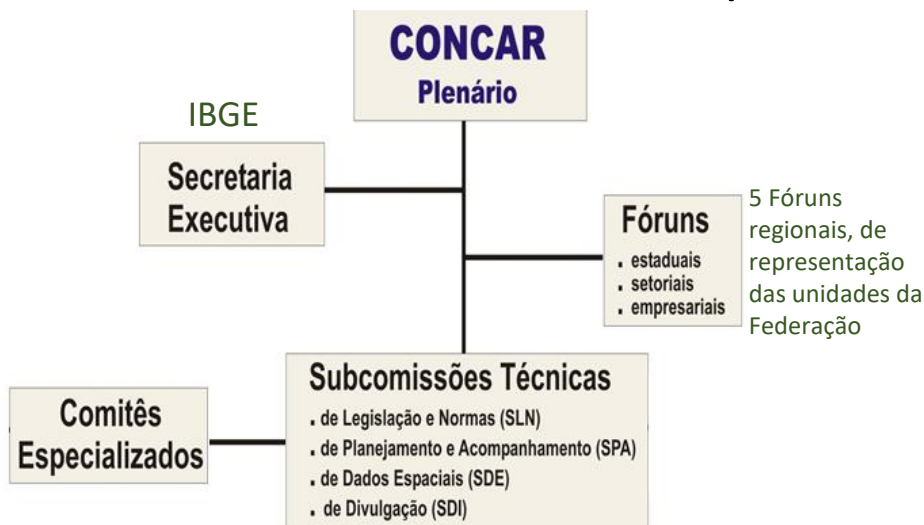 CONCAR
Plenário
IBGE
Secretaria
Executiva
Fóruns
. estaduais
. setoriais
. empresariais
5 Fóruns
regionais, de
representação
das unidades da
Federação
Subcomissões Técnicas
. de Legislação e Normas (SLN)
. de Planejamento e Acompanhamento (SPA)
. de Dados Espaciais (SDE)
. de Divulgação (SDI)
Comitês
Especializados